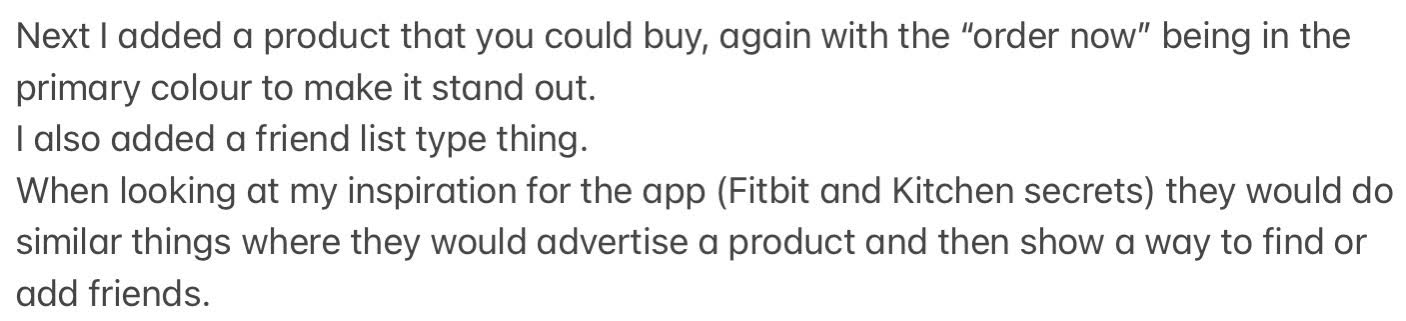 Next I added a product that you could buy, again with the “order now” being in the
primary colour to make it stand out.
I also added a friend list type thing.
When looking at my inspiration for the app (Fitbit and Kitchen secrets) they would do
similar things where they would advertise a product and then show a way to find or
add friends.